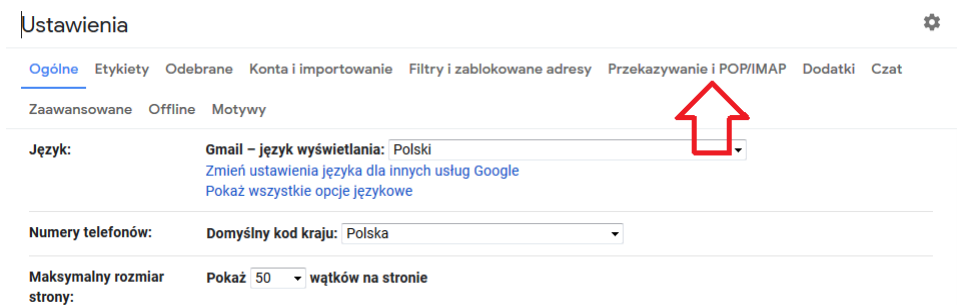 Ustawienia
Ogólne Etykiety Odebrane Konta i importowanie Filtry i zablokowane adresy Przekazywanie i POP/IMAP Dodatki Czat
Zaawansowane Offline Motywy
Język: Gmail – język wyświetlania: Polski
Zmień ustawienia języka dla innych usług Google
Pokaż wszystkie opcje językowe
Numery telefonów: Domyślny kod kraju: Polska
Maksymalny rozmiar strony: Pokaż 50 wątków na stronie